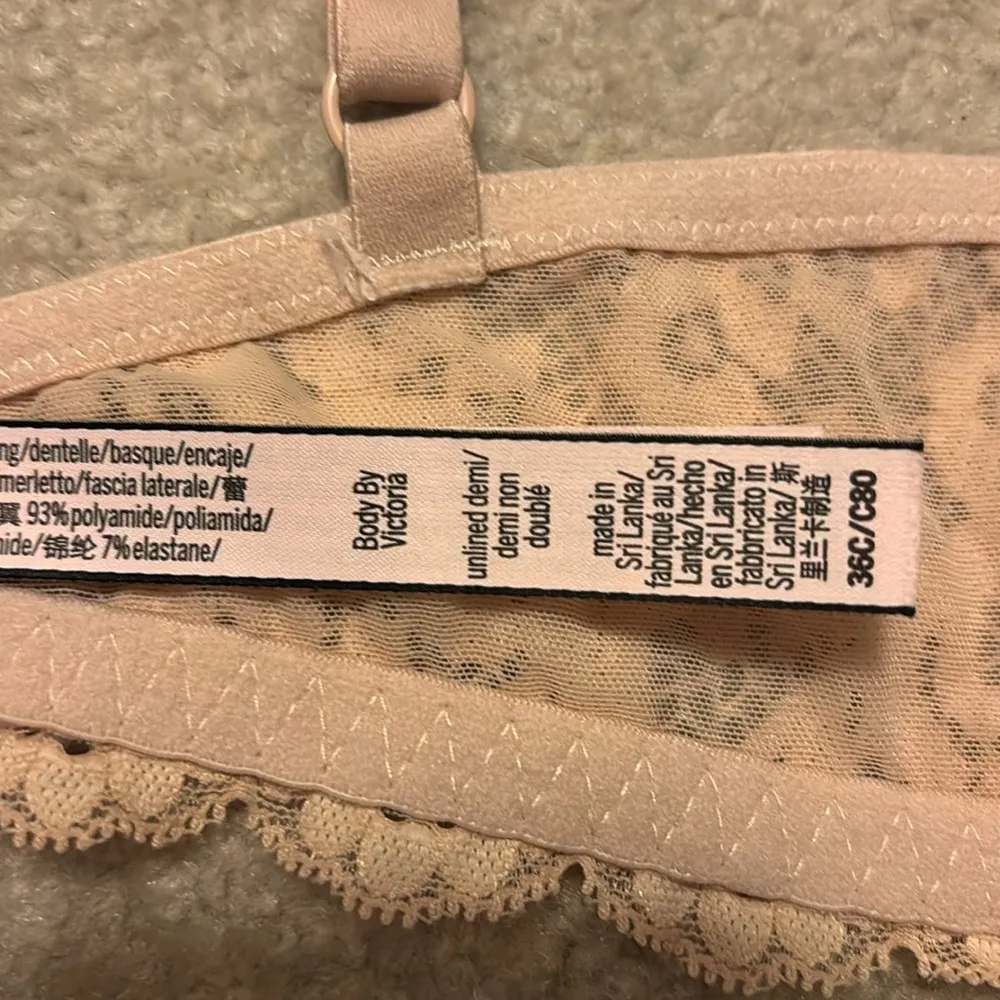 ng/dentelle/basque/encaje/
merletto/fascia laterale/蕾
翼 93%polyamide/poliamida/
nide/锦纶 7%elastane/
Body By
Victoria
unlined demi/
demi non
doublé
made in
Sri Lanka/
fabriqué au Sri
Lanka/hecho
en Sri Lanka/
fabbricato in
Sri Lanka/ 斯
里兰卡制造
36C/C80